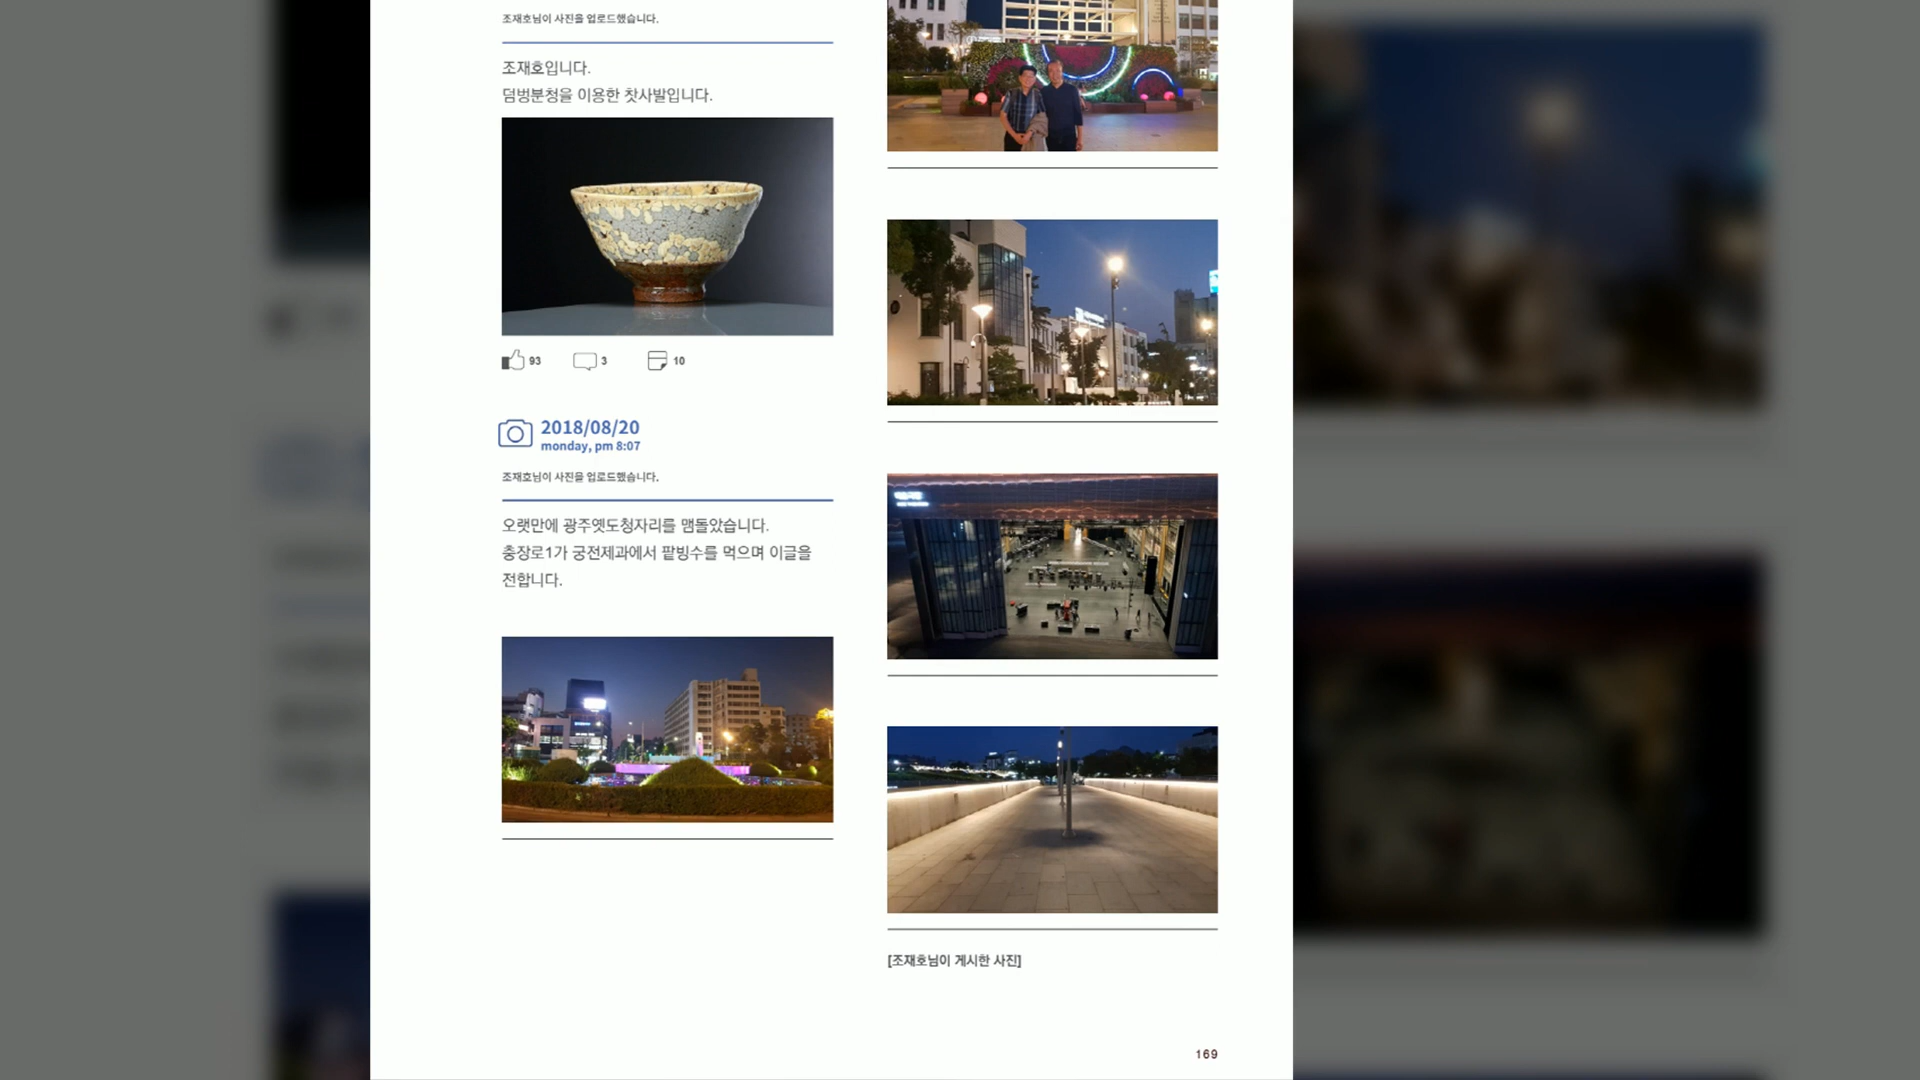 조재호님이 사진을 업로드했습니다.
조재호입니다.
덤벙분청을 이용한 찻사발입니다.
93
3
10
2018/08/20
monday, pm 8:07
조재호님이 사진을 업로드했습니다.
오랫만에 광주옛도청자리를 맴돌았습니다.
충장로1가 궁전제과에서 팥빙수를 먹으며 이글을
전합니다.
[조재호님이 게시한 사진]
169